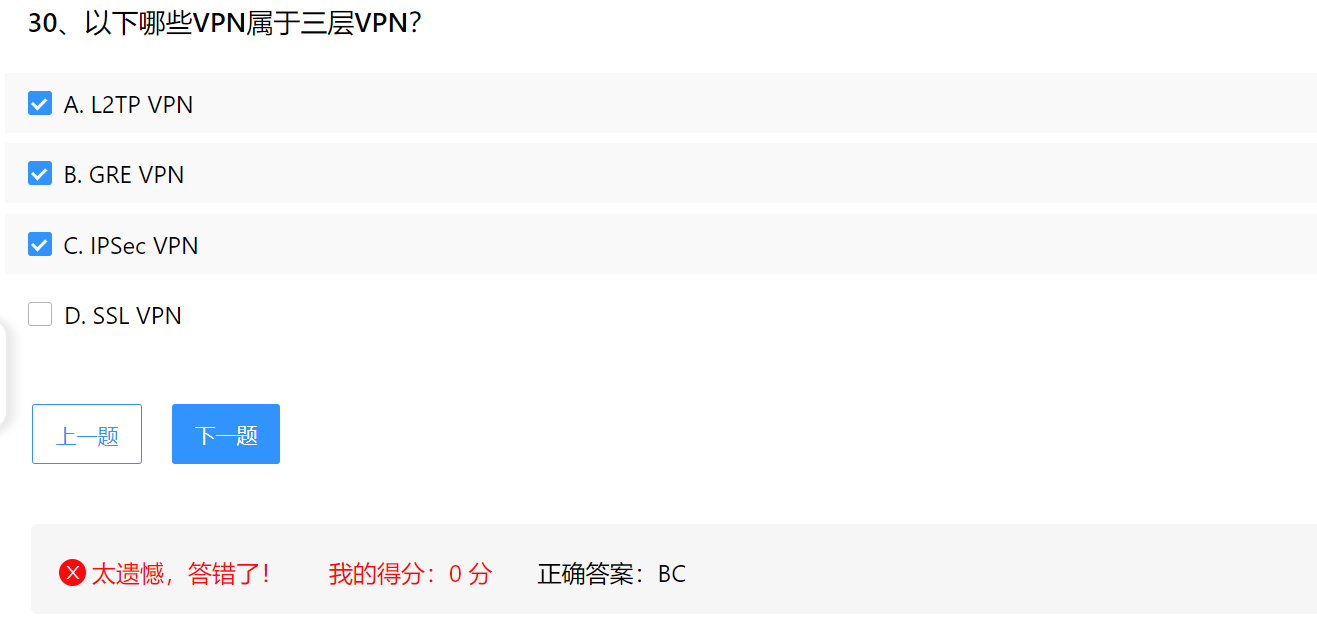 30、以下哪些VPN属于三层VPN？
A. L2TP VPN
B. GRE VPN
C. IPSec VPN
D. SSL VPN
上一题 下一题
太遗憾，答错了！ 我的得分：0 分 正确答案：BC